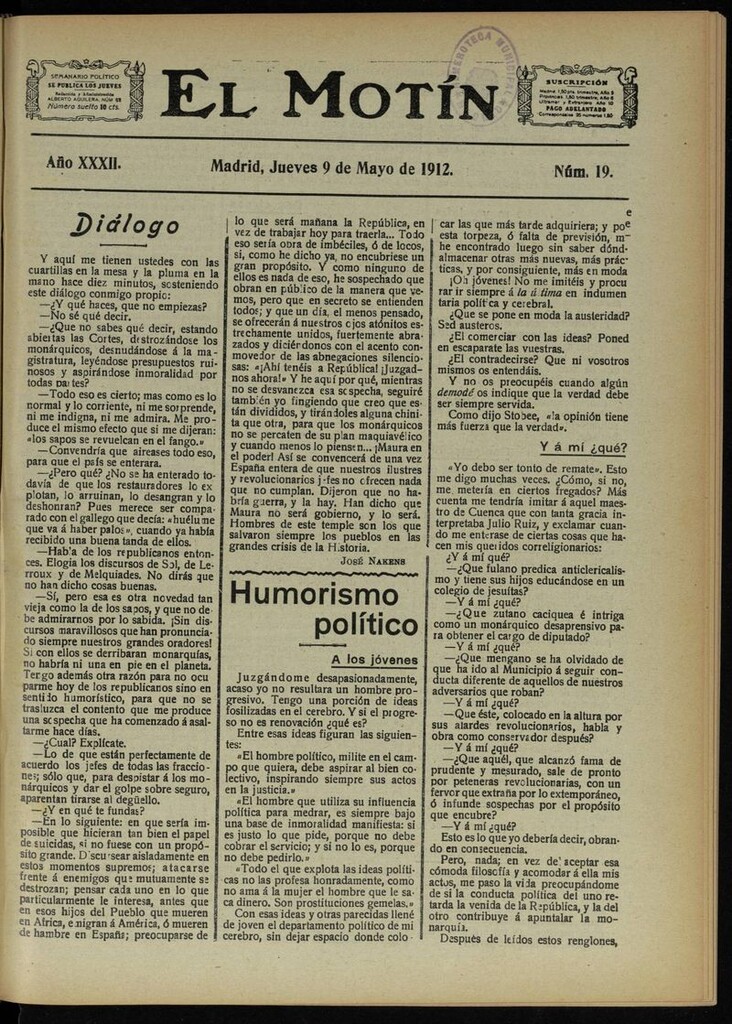 SEMANARIO POLÍTICO
SE PUBLICA LOS JUEVES
Redacción y Administración
ALBERTO AGUILERA, NÚM 52
Número suelto 10 cts.
EL MOTÍN
HEMEROTECA MUNICIPAL
SUSCRIPCIÓN
PAGO ADELANTADO
Año XXXII.
Madrid, Jueves 9 de Mayo de 1912.
Núm. 19.
Diálogo
Y aquí me tienen ustedes con las
cuartillas en la mesa y la pluma en la
mano hace diez minutos, sosteniendo
este diálogo conmigo propio:
—¿Y qué haces, que no empiezas?
—No sé qué decir.
—¿Que no sabes qué decir, estando
abiertas las Cortes, destrozándose los
monárquicos, desnudándose á la ma-
gistratura, leyéndose presupuestos rui-
nosos y aspirándose inmoralidad por
todas partes?
—Todo eso es cierto; mas como es lo
normal y lo corriente, ni me sorprende,
ni me indigna, ni me admira. Me pro-
duce el mismo efecto que si me dijeran:
«los sapos se revuelcan en el fango.»
—Convendría que aireases todo eso,
para que el país se enterara.
—¿Pero qué? ¿No se ha enterado to-
davía de que los restauradores lo ex
plotan, lo arruinan, lo desangran y lo
deshonran? Pues merece ser compa-
rado con el gallego que decía: «huélume
que va á haber palos», cuando ya había
recibido una buena tanda de ellos.
—Habla de los republicanos enton-
ces. Elogia los discursos de Sol, de Le-
rroux y de Melquiades. No dirás que
no han dicho cosas buenas.
—Sí, pero esa es otra novedad tan
vieja como la de los sapos, y que no de-
be admirarnos por lo sabida. ¡Sin dis-
cursos maravillosos que han pronuncia-
do siempre nuestros grandes oradores!
Si con ellos se derribaran monarquías,
no habría ni una en pie en el planeta.
Tengo además otra razón para no ocu
parme hoy de los republicanos sino en
sentido humorístico, para que no se
trasluzca el contento que me produce
una sospecha que ha comenzado á asal-
tarme hace días.
—¿Cual? Explícate.
—Lo de que están perfectamente de
acuerdo los jefes de todas las fraccio-
nes; sólo que, para despistar á los mo-
nárquicos y dar el golpe sobre seguro,
aparentan tirarse al degüello.
—¿Y en qué te fundas?
—En lo siguiente: en que sería im-
posible que hicieran tan bien el papel
de suicidas, si no fuese con un propó-
sito grande. Discursear aisladamente en
estos momentos supremos; atacarse
frente á enemigos que mutuamente se
destrozan; pensar cada uno en lo que
particularmente le interesa, antes que
en esos hijos del Pueblo que mueren
en Africa, emigran á América, ó mueren
de hambre en España; preocuparse de
lo que será mañana la República, en
vez de trabajar hoy para traerla... Todo
eso sería obra de imbéciles, ó de locos,
si, como he dicho ya, no encubriese un
gran propósito. Y como ninguno de
ellos es nada de eso, he sospechado que
obran en público de la manera que ve-
mos, pero que en secreto se entienden
todos; y que un día, el menos pensado,
se ofrecerán á nuestros ojos atónitos
estrechamente unidos, fuertemente abra-
zados y diciéndonos con el acento con-
movedor de las abnegaciones silencio-
sas: «¡Ahí tenéis a República! ¡Juzgad-
nos ahora!» Y he aquí por qué, mientras
no se desvanezca esa sospecha, seguiré
también yo fingiendo que creo que es-
tán divididos, y tirándoles alguna chini-
ta que otra, para que los monárquicos
no se percaten de su plan maquiavélico
y cuando menos lo piensen... ¡Maura en
el poder! Así se convencerá de una vez
España entera de que nuestros ilustres
y revolucionarios jefes no ofrecen nada
que no cumplan. Dijeron que no ha-
bría guerra, y la hay. Han dicho que
Maura no será gobierno, y lo será.
Hombres de este temple son los que
salvaron siempre los pueblos en las
grandes crisis de la Historia.
JOSÉ NAKENS
Humorismo
político
A los jóvenes
Juzgándome desapasionadamente,
acaso yo no resultara un hombre pro-
gresivo. Tengo una porción de ideas
fosilizadas en el cerebro. Y si el progre-
so no es renovación ¿qué es?
Entre esas ideas figuran las siguien-
tes:
«El hombre político, milite en el cam-
po que quiera, debe aspirar al bien co-
lectivo, inspirando siempre sus actos
en la justicia.»
«El hombre que utiliza su influencia
política para medrar, es siempre bajo
una base de inmoralidad manifiesta: si
es justo lo que pide, porque no debe
cobrar el servicio; y si no lo es, porque
no debe pedirlo.»
«Todo el que explota las ideas políti-
cas no las profesa honradamente, como
no ama á la mujer el hombre que le sa-
ca dinero. Son prostituciones gemelas.»
Con esas ideas y otras parecidas llené
de joven el departamento político de mi
cerebro, sin dejar espacio donde colo-
e
car las que más tarde adquiriera; y por
esta torpeza, ó falta de previsión, m
he encontrado luego sin saber dónd-
almacenar otras más nuevas, más prác-
ticas, y por consiguiente, más en moda
¡Oh jóvenes! No me imitéis y procu
rar ir siempre á la ú tima en indumen
taria política y cerebral.
¿Que se pone en moda la austeridad?
Sed austeros.
¿El comerciar con las ideas? Poned
en escaparate las vuestras.
¿El contradecirse? Que ni vosotros
mismos os entendáis.
Y no os preocupéis cuando algún
demodé os indique que la verdad debe
ser siempre servida.
Como dijo Stobee, «la opinión tiene
más fuerza que la verdad».
Y á mí ¿qué?
«Yo debo ser tonto de remate». Esto
me digo muchas veces. ¿Cómo, si no,
me, metería en ciertos fregados? Más
cuenta me tendría imitar á aquel maes-
tro de Cuenca que con tanta gracia in-
terpretaba Julio Ruiz, y exclamar cuan-
do me enterase de ciertas cosas que ha-
cen mis queridos correligionarios:
¿Y á mí qué?
—¿Que fulano predica anticlericalis-
mo y tiene sus hijos educándose en un
colegio de jesuítas?
—Y á mí ¿qué?
—¿Que zutano caciquea é intriga
como un monárquico desaprensivo pa-
ra obtener el cargo de diputado?
—Y á mí ¿qué?
—¿Que mengano se ha olvidado de
que ha ido al Municipio á seguir con-
ducta diferente de aquellos de nuestros
adversarios que roban?
—Y á mí ¿qué?
—Que éste, colocado en la altura por
sus alardes revolucionarios, habla y
obra como conservador después?
—Y á mí ¿qué?
—¿Que aquél, que alcanzó fama de
prudente y mesurado, sale de pronto
por peteneras revolucionarias, con un
fervor que extraña por lo extemporáneo,
ó infunde sospechas por el propósito
que encubre?
—Y á mí ¿qué?
Esto es lo que yo debería decir, obran-
do en consecuencia.
Pero, nada; en vez de aceptar esa
cómoda filosofía y acomodar á ella mis
actos, me paso la vida preocupándome
de si la conducta política del uno re-
tarda la venida de la República, y la del
otro contribuye á apuntalar la mo-
narquía.
Después de leídos estos renglones,